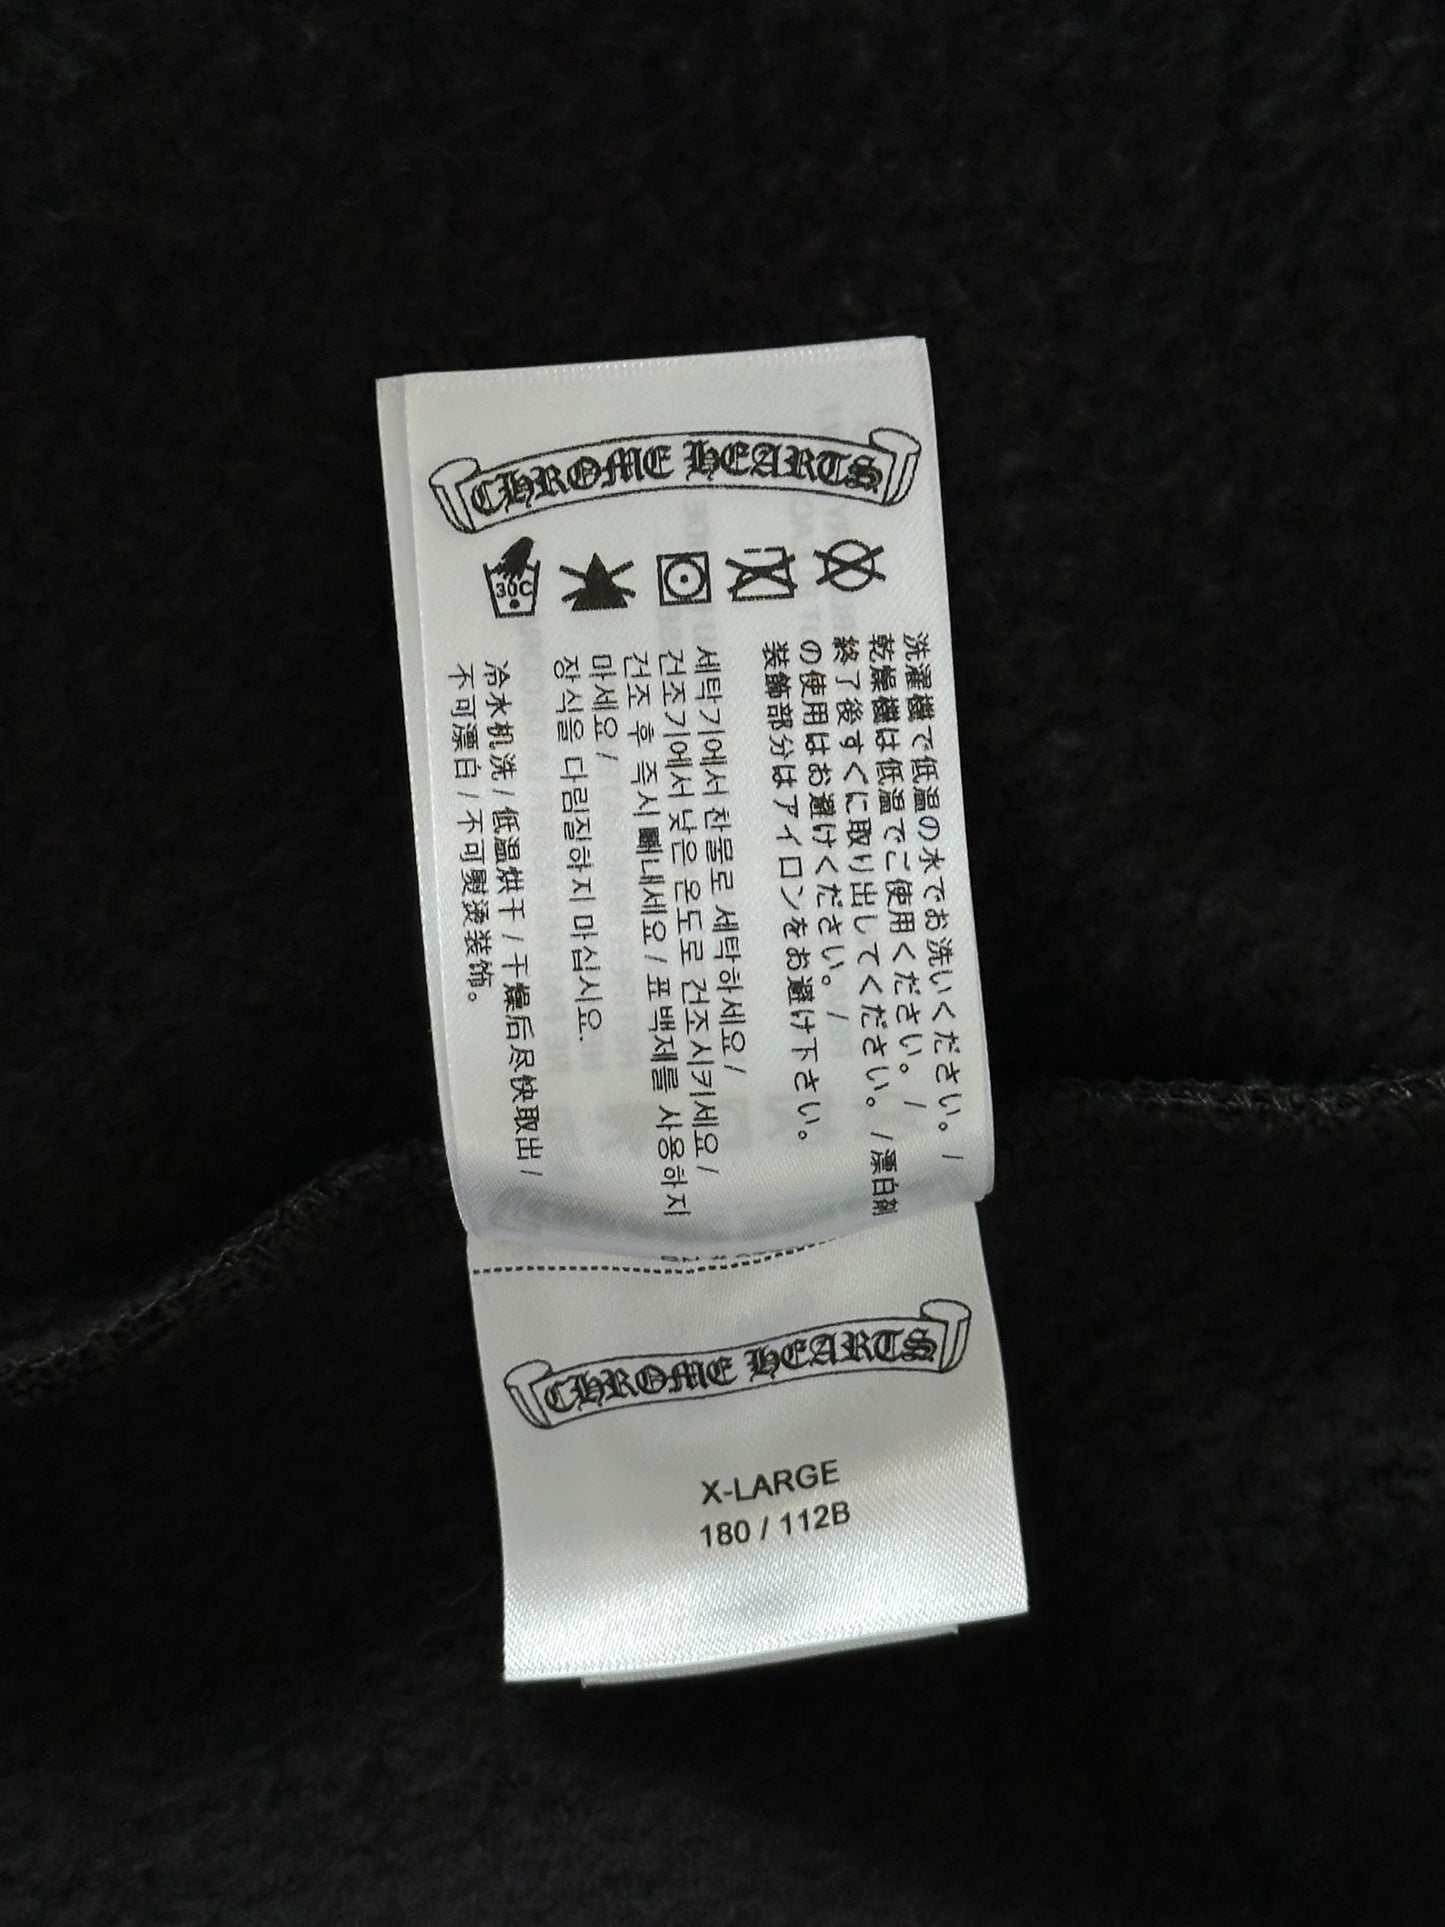 CHROME HEARTS
30C
洗濯機で低温の水でお洗いください。 /
乾燥機は低温でご使用ください。 /
終了後すぐに取り出してください。 / 漂白剤
の使用はお避けください。 /
装飾部分はアイロンをお避け下さい。
세탁기에서 찬물로 세탁하세요 /
건조기에서 낮은 온도로 건조시키세요 /
건조 후 즉시 빼내세요 / 표백제를 사용하지
마세요 /
장식을 다림질하지 마십시요.
冷水机洗 / 低温烘干 / 干燥后尽快取出 /
不可漂白 / 不可熨烫装饰。
CHROME HEARTS
X-LARGE
180 / 112B